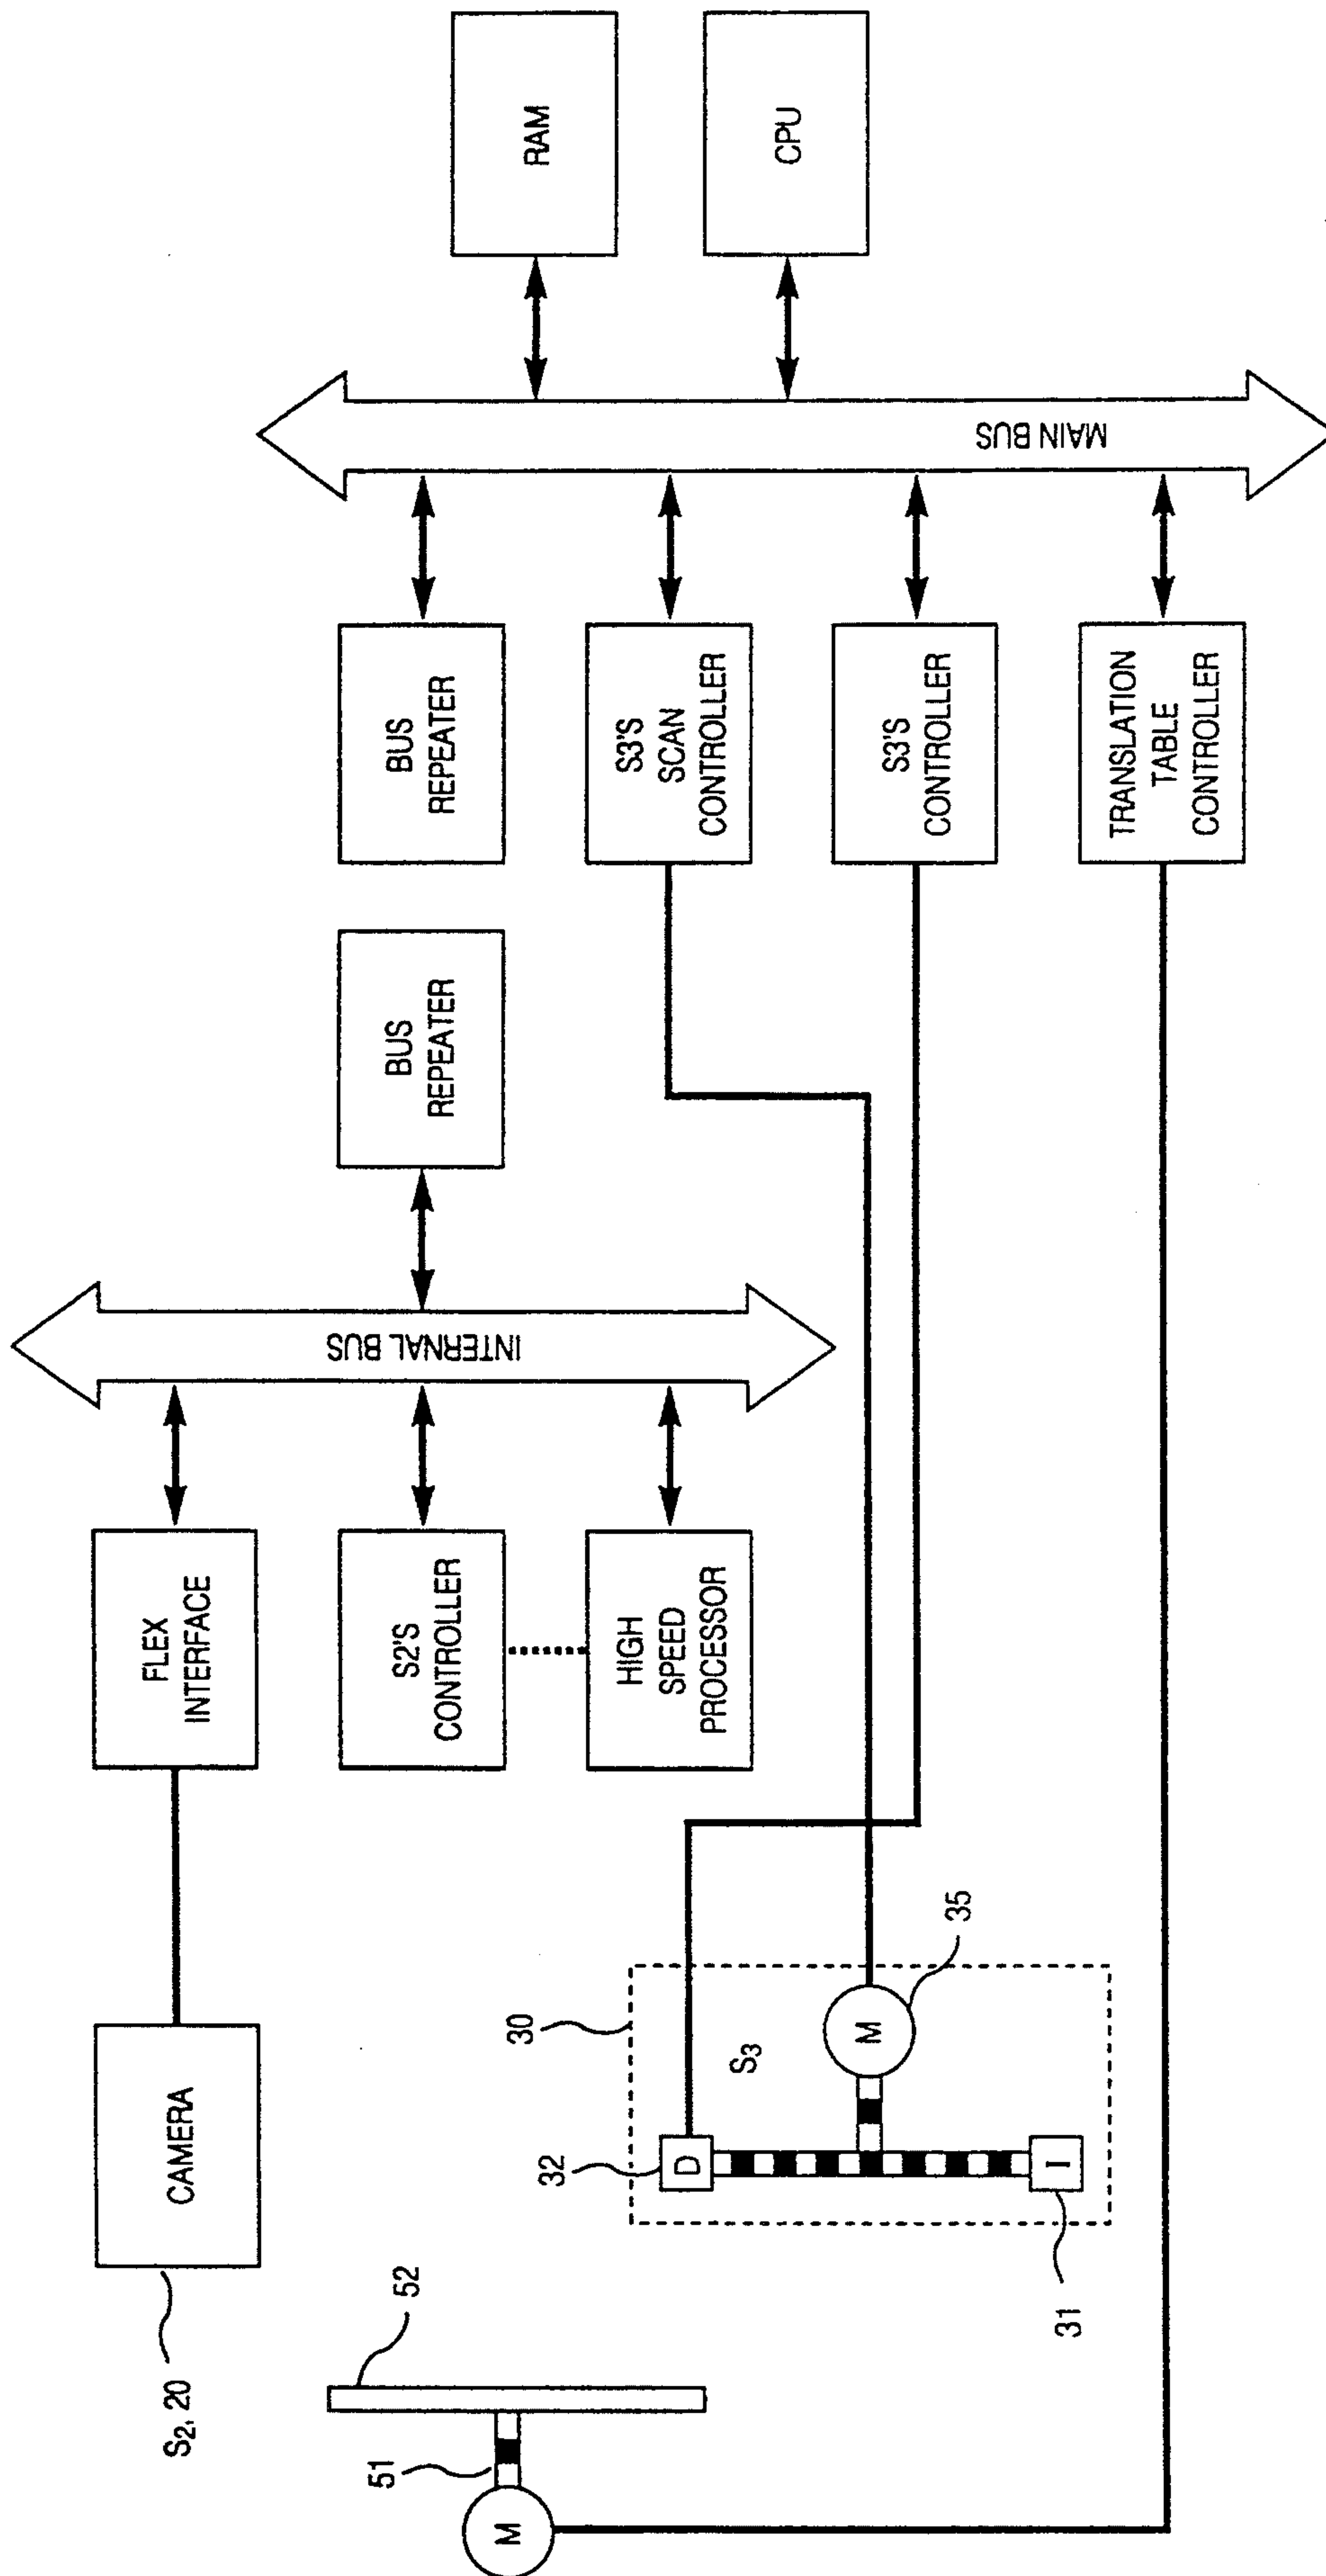 RAM
CPU
MAIN BUS
BUS
REPEATER
S3'S
SCAN
CONTROLLER
S3'S
CONTROLLER
TRANSLATION
TABLE
CONTROLLER
BUS
REPEATER
INTERNAL BUS
FLEX
INTERFACE
S2'S
CONTROLLER
HIGH
SPEED
PROCESSOR
CAMERA
S2, 20
30
S3
M
35
32
D
I
31
52
51
M